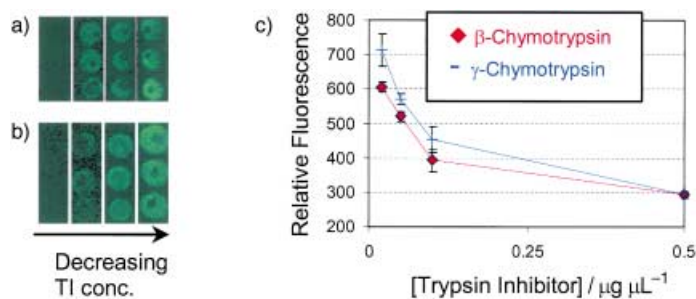 a)
b)
Decreasing
TI conc.
c)
Relative Fluorescence
800
700
600
500
400
300
200
0
0.25
0.5
[Trypsin Inhibitor] / µg µL⁻¹
β-Chymotrypsin
γ-Chymotrypsin